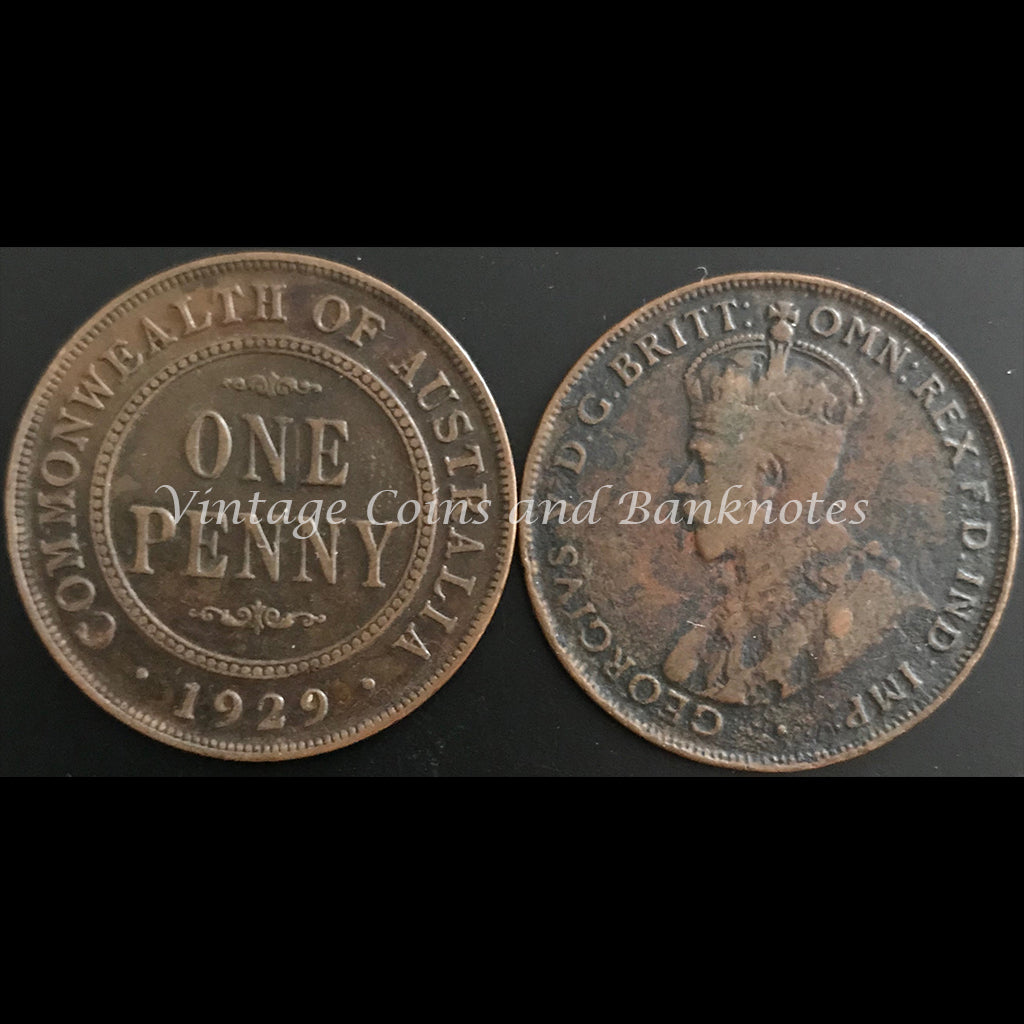 COMMONWEALTH OF AUSTRALIA
ONE
PENNY
· 1929 ·
GEORGIVS V D.G. BRITT: OMN: REX F.D. IND: IMP.
Vintage Coins and Banknotes